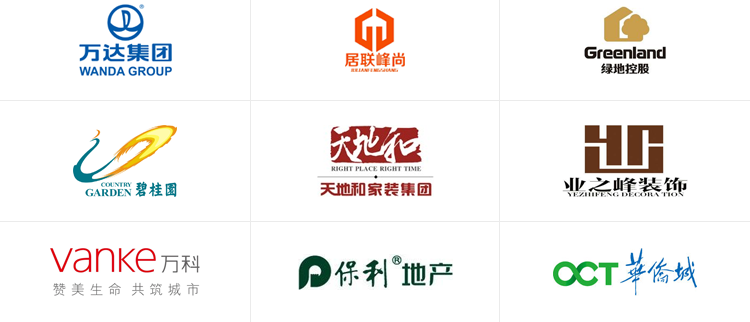 万达集团
WANDA GROUP
居联峰尚
JULIANFENGSHANG
Greenland
绿地控股
COUNTRY
GARDEN 碧桂园
天地和
RIGHT PLACE RIGHT TIME
天地和家装集团
业之峰装饰
YEZHIFENG DECORATION
vanke 万科
赞美生命 共筑城市
保利®地产
OCT 華僑城